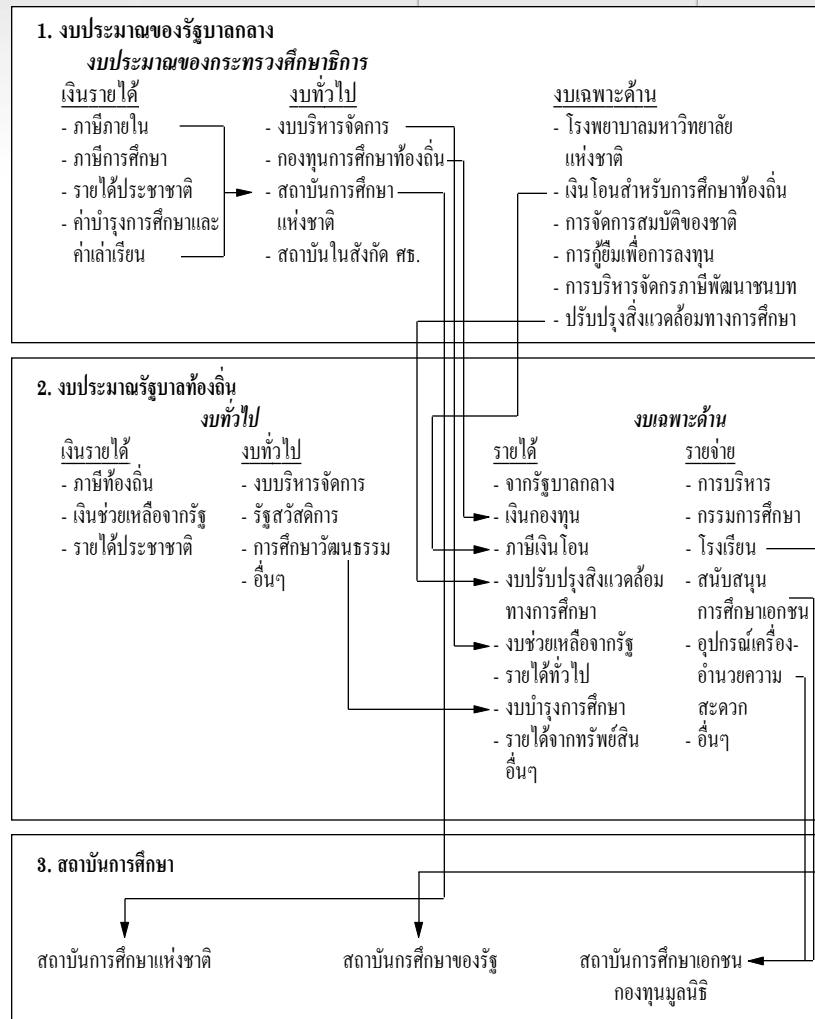 1. งบประมาณของรัฐบาลกลาง
งบประมาณของกระทรวงศึกษาธิการ
เงินรายได้
- ภาษีภายใน
- ภาษีการศึกษา
- รายได้ประชาชาติ
- ค่าบำรุงการศึกษาและ
ค่าเล่าเรียน
งบทั่วไป
- งบบริหารจัดการ
- กองทุนการศึกษาท้องถิ่น
- สถาบันการศึกษา
แห่งชาติ
- สถาบันในสังกัด ศธ.
งบเฉพาะด้าน
- โรงพยาบาลมหาวิทยาลัย
แห่งชาติ
- เงินโอนสำหรับการศึกษาท้องถิ่น
- การจัดการสมบัติของชาติ
- การกู้ยืมเพื่อการลงทุน
- การบริหารจัดกรภาษีพัฒนาชนบท
- ปรับปรุงสิ่งแวดล้อมทางการศึกษา
2. งบประมาณรัฐบาลท้องถิ่น
งบทั่วไป
เงินรายได้
- ภาษีท้องถิ่น
- เงินช่วยเหลือจากรัฐ
- รายได้ประชาชาติ
งบทั่วไป
- งบบริหารจัดการ
- รัฐสวัสดิการ
- การศึกษาวัฒนธรรม
- อื่นๆ
งบเฉพาะด้าน
รายได้
- จากรัฐบาลกลาง
- เงินกองทุน
- ภาษีเงินโอน
- งบปรับปรุงสิงแวดล้อม
ทางการศึกษา
- งบช่วยเหลือจากรัฐ
- รายได้ทั่วไป
- งบบำรุงการศึกษา
- รายได้จากทรัพย์สิน
อื่นๆ
รายจ่าย
- การบริหาร
- กรรมการศึกษา
- โรงเรียน
- สนับสนุน
การศึกษาเอกชน
- อุปกรณ์เครื่อง-
อำนวยความ
สะดวก
- อื่นๆ
3. สถาบันการศึกษา
สถาบันการศึกษาแห่งชาติ
สถาบันกรศึกษาของรัฐ
สถาบันการศึกษาเอกชน
กองทุนมูลนิธิ